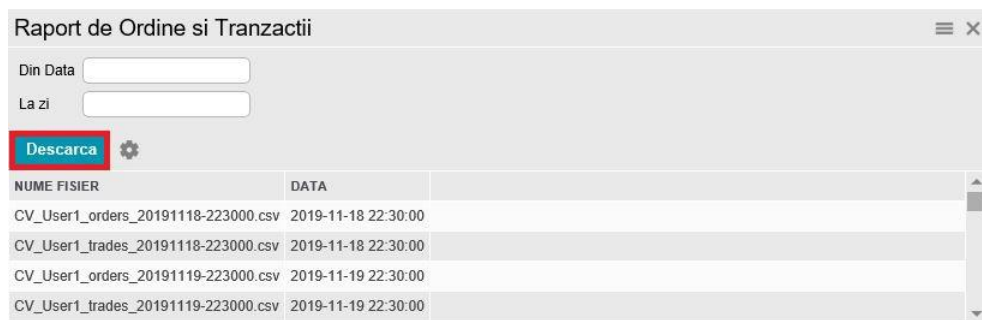 Raport de Ordine si Tranzactii
Din Data
La zi
Descarca
NUME FISIER DATA
CV_User1_orders_20191118-223000.csv 2019-11-18 22:30:00
CV_User1_trades_20191118-223000.csv 2019-11-18 22:30:00
CV_User1_orders_20191119-223000.csv 2019-11-19 22:30:00
CV_User1_trades_20191119-223000.csv 2019-11-19 22:30:00